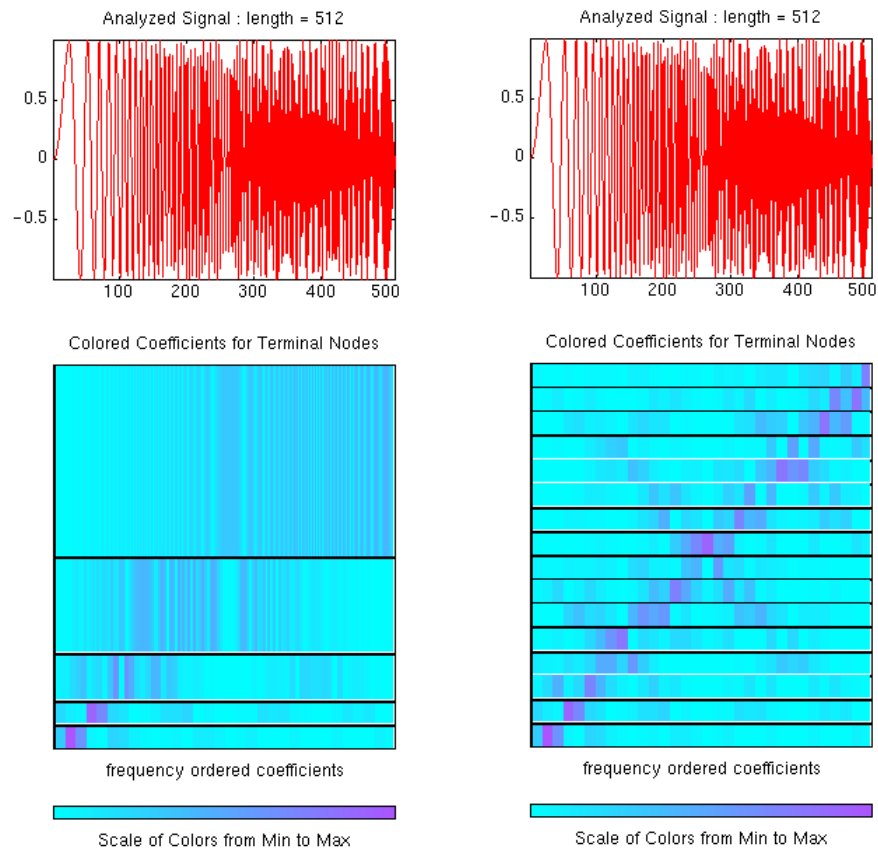 Analyzed Signal : length = 512
0.5
0
−0.5
100 200 300 400 500
Colored Coefficients for Terminal Nodes
frequency ordered coefficients
Scale of Colors from Min to Max
Analyzed Signal : length = 512
0.5
0
−0.5
100 200 300 400 500
Colored Coefficients for Terminal Nodes
frequency ordered coefficients
Scale of Colors from Min to Max